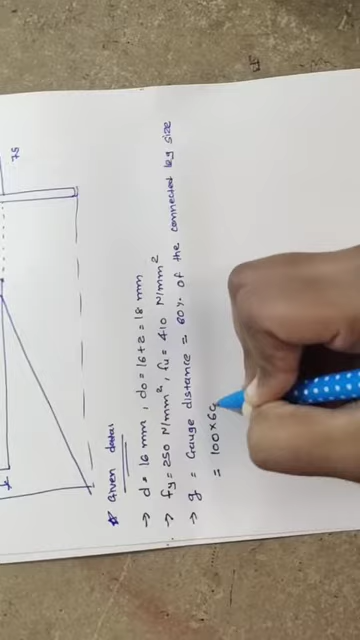 75
* Given data
→ d = 16 mm, do = 16+2 = 18 mm
→ fy = 250 N/mm², fu = 410 N/mm²
→ g = Gauge distance = 60% of the connected leg size
= 100×60